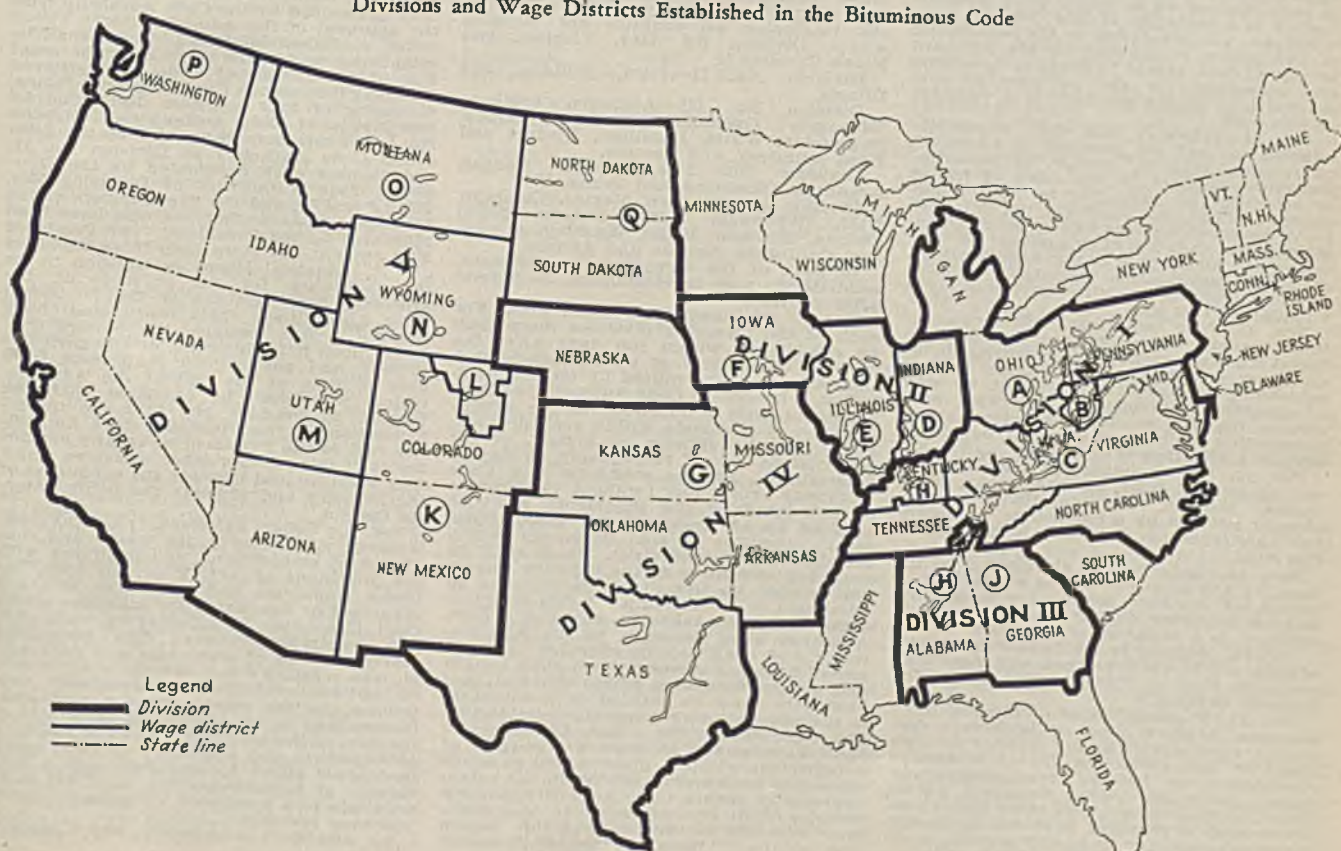 Divisions and Wage Districts Established in the Bituminous Code
P
WASHINGTON
MONTANA
O
NORTH DAKOTA
Q
MINNESOTA
MAINE
OREGON
IDAHO
WYOMING
N
SOUTH DAKOTA
WISCONSIN
MICHIGAN
VT.
N.H.
MASS.
CONN.
RHODE
ISLAND
NEW YORK
NEVADA
DIVISION V
NEBRASKA
IOWA
F
DIVISION II
INDIANA
OHIO
A
DIVISION I
PENNSYLVANIA
NEW JERSEY
DELAWARE
MD.
CALIFORNIA
UTAH
M
L
COLORADO
KANSAS
G
MISSOURI
ILLINOIS
E
D
B
W.VA.
VIRGINIA
C
KENTUCKY
H
ARIZONA
K
NEW MEXICO
OKLAHOMA
DIVISION IV
ARKANSAS
TENNESSEE
NORTH CAROLINA
SOUTH
CAROLINA
H
J
DIVISION III
ALABAMA
GEORGIA
MISSISSIPPI
LOUISIANA
TEXAS
FLORIDA
Legend
Division
Wage district
State line